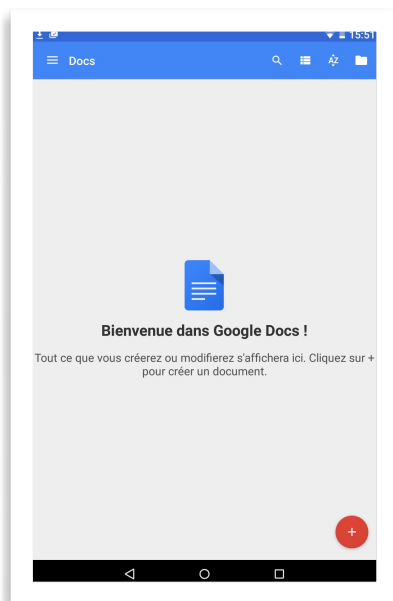 15:51
Docs
AZ
Bienvenue dans Google Docs !
Tout ce que vous créerez ou modifierez s'affichera ici. Cliquez sur +
pour créer un document.
+